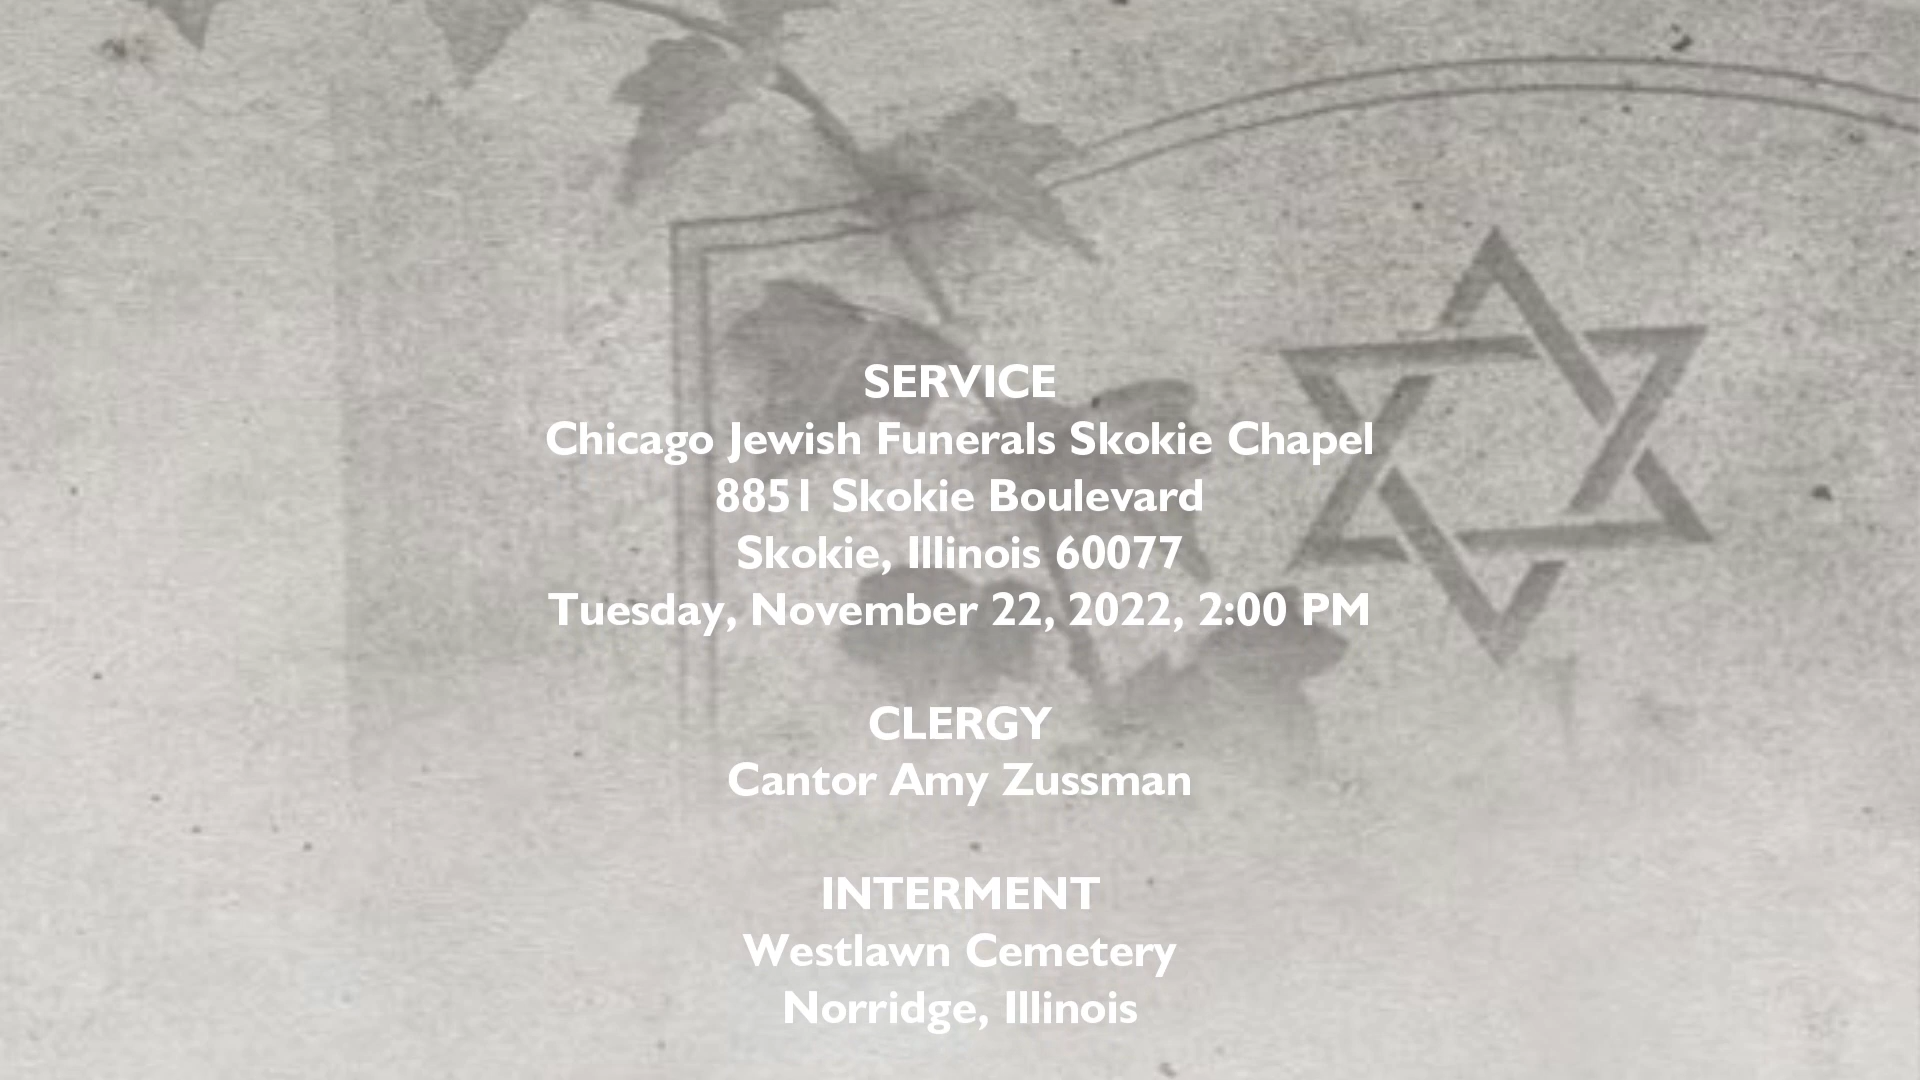 SERVICE
Chicago Jewish Funerals Skokie Chapel
8851 Skokie Boulevard
Skokie, Illinois 60077
Tuesday, November 22, 2022, 2:00 PM
CLERGY
Cantor Amy Zussman
INTERMENT
Westlawn Cemetery
Norridge, Illinois